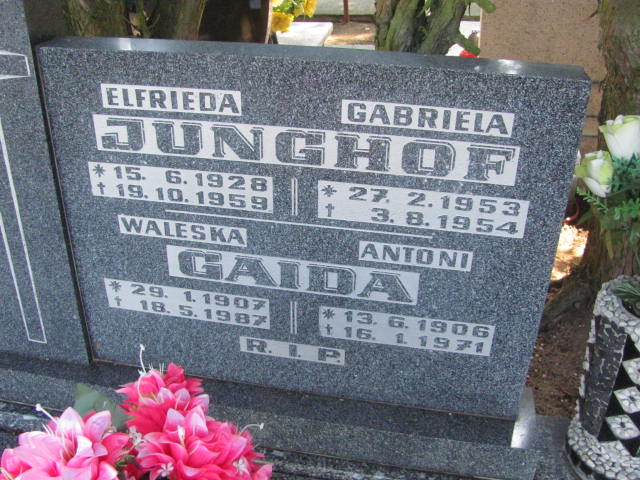 ELFRIEDA GABRIELA
JUNGHOF
* 15. 6. 1928 * 27. 2. 1953
† 19. 10. 1959 † 3. 8. 1954
WALESKA ANTONI
GAIDA
* 29. 1. 1907 * 13. 6. 1906
† 18. 5. 1987 † 16. 1. 1971
R. I. P.